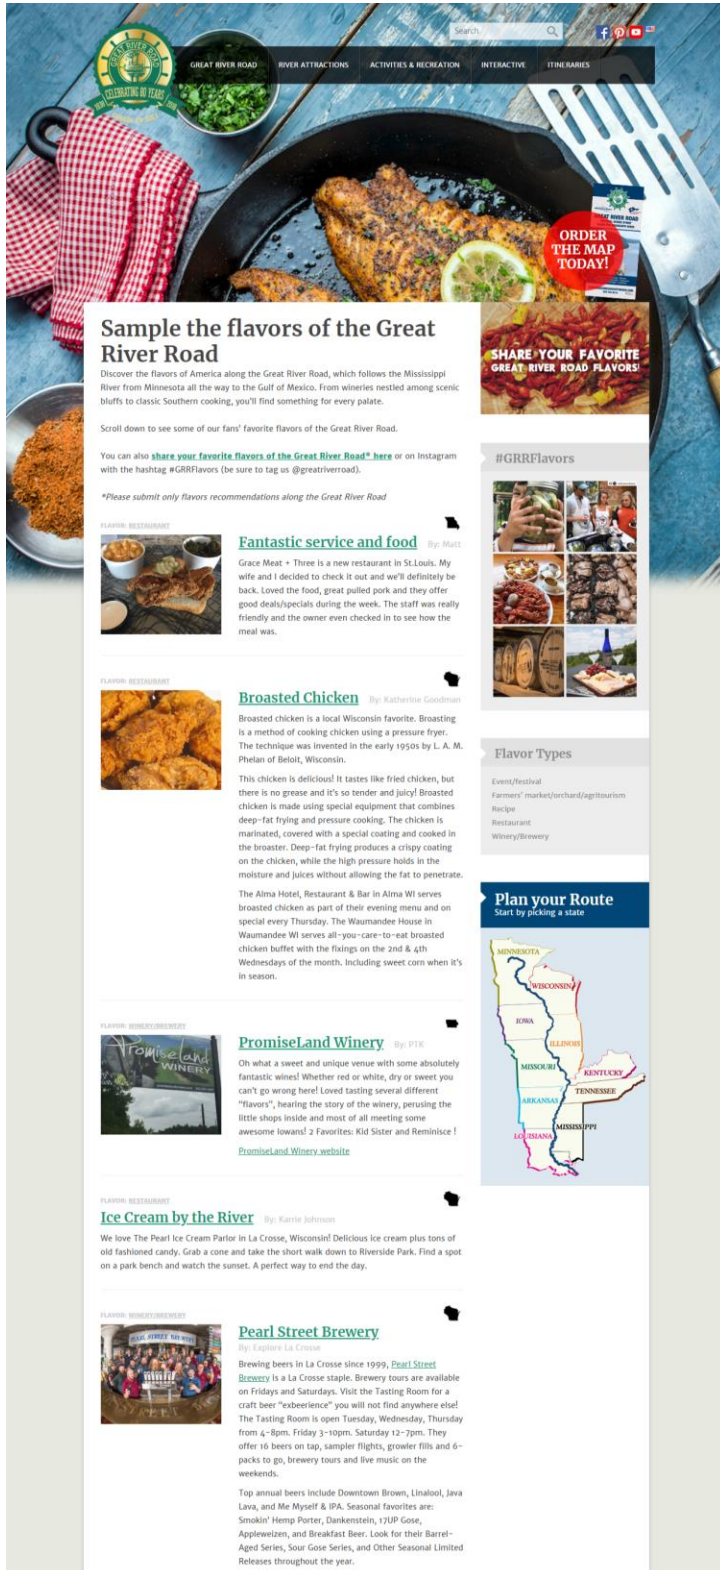 Search
GREAT RIVER ROAD
CELEBRATING 80 YEARS
1938
GREAT RIVER ROAD
RIVER ATTRACTIONS
ACTIVITIES & RECREATION
INTERACTIVE
ITINERARIES
GREAT RIVER ROAD
ORDER
THE MAP
TODAY!
Sample the flavors of the Great
River Road
Discover the flavors of America along the Great River Road, which follows the Mississippi
River from Minnesota all the way to the Gulf of Mexico. From wineries nestled among scenic
bluffs to classic Southern cooking, you'll find something for every palate.
Scroll down to see some of our fans' favorite flavors of the Great River Road.
You can also share your favorite flavors of the Great River Road* here or on Instagram
with the hashtag #GRRFlavors (be sure to tag us @greatriverroad).
*Please submit only flavors recommendations along the Great River Road
FLAVOR: RESTAURANT
Fantastic service and food By: Matt
Grace Meat + Three is a new restaurant in St.Louis. My
wife and I decided to check it out and we'll definitely be
back. Loved the food, great pulled pork and they offer
good deals/specials during the week. The staff was really
friendly and the owner even checked in to see how the
meal was.
FLAVOR: RESTAURANT
Broasted Chicken By: Katherine Goodman
Broasted chicken is a local Wisconsin favorite. Broasting
is a method of cooking chicken using a pressure fryer.
The technique was invented in the early 1950s by L. A. M.
Phelan of Beloit, Wisconsin.
This chicken is delicious! It tastes like fried chicken, but
there is no grease and it's so tender and juicy! Broasted
chicken is made using special equipment that combines
deep-fat frying and pressure cooking. The chicken is
marinated, covered with a special coating and cooked in
the broaster. Deep-fat frying produces a crispy coating
on the chicken, while the high pressure holds in the
moisture and juices without allowing the fat to penetrate.
The Alma Hotel, Restaurant & Bar in Alma WI serves
broasted chicken as part of their evening menu and on
special every Thursday. The Waumandee House in
Waumandee WI serves all-you-care-to-eat broasted
chicken buffet with the fixings on the 2nd & 4th
Wednesdays of the month. Including sweet corn when it's
in season.
FLAVOR: WINERY/BREWERY
Promiseland
WINERY
PromiseLand Winery By: PTK
Oh what a sweet and unique venue with some absolutely
fantastic wines! Whether red or white, dry or sweet you
can't go wrong here! Loved tasting several different
"flavors", hearing the story of the winery, perusing the
little shops inside and most of all meeting some
awesome Iowans! 2 Favorites: Kid Sister and Reminisce !
PromiseLand Winery website
FLAVOR: RESTAURANT
Ice Cream by the River By: Karrie Johnson
We love The Pearl Ice Cream Parlor in La Crosse, Wisconsin! Delicious ice cream plus tons of
old fashioned candy. Grab a cone and take the short walk down to Riverside Park. Find a spot
on a park bench and watch the sunset. A perfect way to end the day.
FLAVOR: WINERY/BREWERY
PEARL STREET BREWERY
Pearl Street Brewery
By: Explore La Crosse
Brewing beers in La Crosse since 1999, Pearl Street
Brewery is a La Crosse staple. Brewery tours are available
on Fridays and Saturdays. Visit the Tasting Room for a
craft beer "exbeerience" you will not find anywhere else!
The Tasting Room is open Tuesday, Wednesday, Thursday
from 4-8pm. Friday 3-10pm. Saturday 12-7pm. They
offer 16 beers on tap, sampler flights, growler fills and 6-
packs to go, brewery tours and live music on the
weekends.
Top annual beers include Downtown Brown, Linalool, Java
Lava, and Me Myself & IPA. Seasonal favorites are:
Smokin' Hemp Porter, Dankenstein, 17UP Gose,
Appleweizen, and Breakfast Beer. Look for their Barrel-
Aged Series, Sour Gose Series, and Other Seasonal Limited
Releases throughout the year.
SHARE YOUR FAVORITE
GREAT RIVER ROAD FLAVORS!
#GRRFlavors
Flavor Types
Event/festival
Farmers' market/orchard/agritourism
Recipe
Restaurant
Winery/Brewery
Plan your Route
Start by picking a state
MINNESOTA
WISCONSIN
IOWA
ILLINOIS
MISSOURI
KENTUCKY
TENNESSEE
ARKANSAS
MISSISSIPPI
LOUISIANA